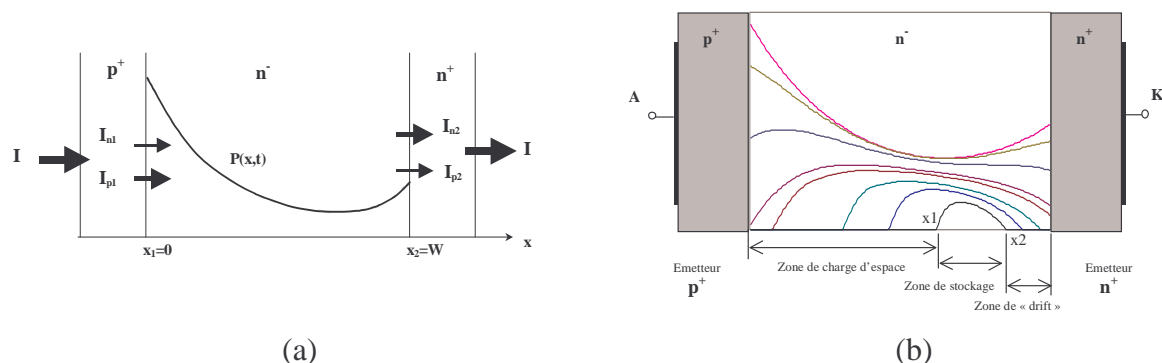 p+
n-
n+
I
In1
Ip1
P(x,t)
In2
Ip2
I
x1=0
x2=W
x
(a)
p+
n-
n+
A
K
x1
x2
Zone de charge d'espace
Zone de stockage
Zone de « drift »
Emetteur
p+
Emetteur
n+
(b)